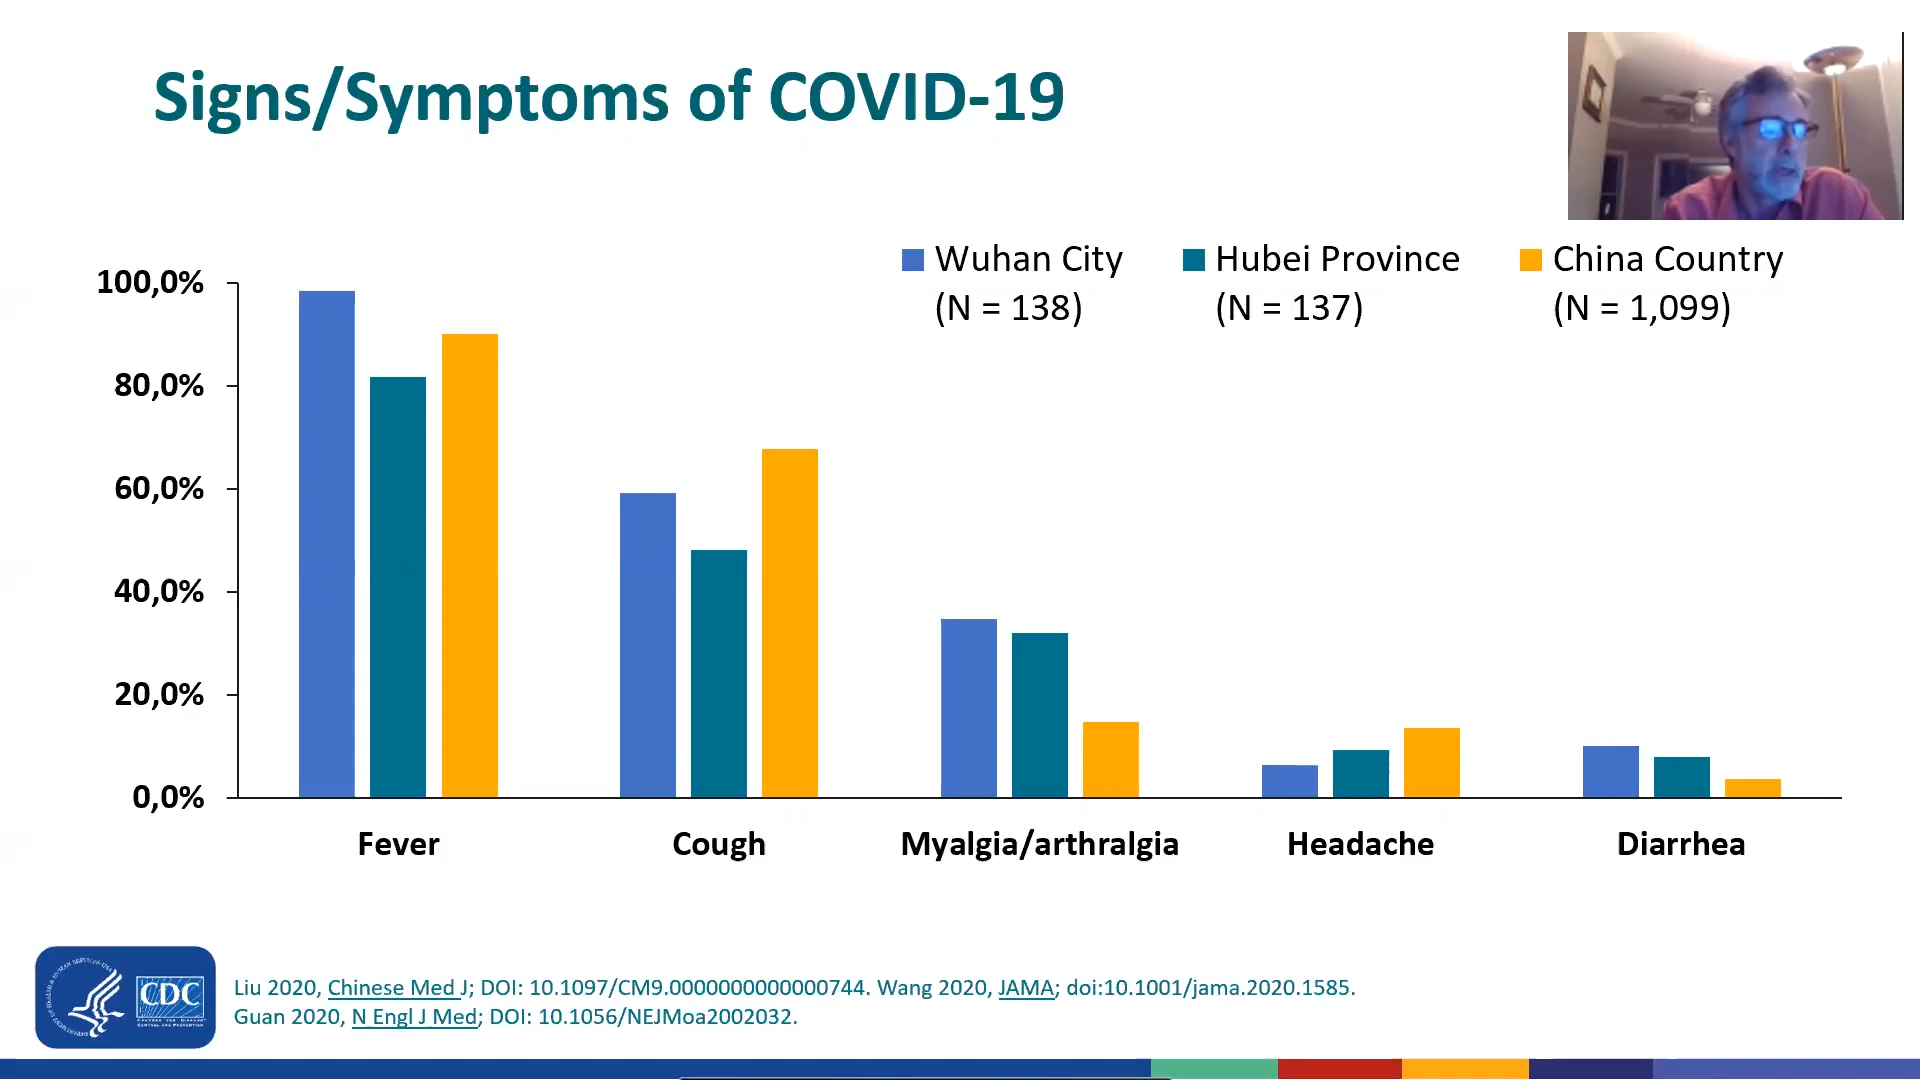 Signs/Symptoms of COVID-19
Wuhan City
(N = 138)
Hubei Province
(N = 137)
China Country
(N = 1,099)
100,0%
80,0%
60,0%
40,0%
20,0%
0,0%
Fever
Cough
Myalgia/arthralgia
Headache
Diarrhea
CDC
Liu 2020, Chinese Med J; DOI: 10.1097/CM9.0000000000000744. Wang 2020, JAMA; doi:10.1001/jama.2020.1585.
Guan 2020, N Engl J Med; DOI: 10.1056/NEJMoa2002032.